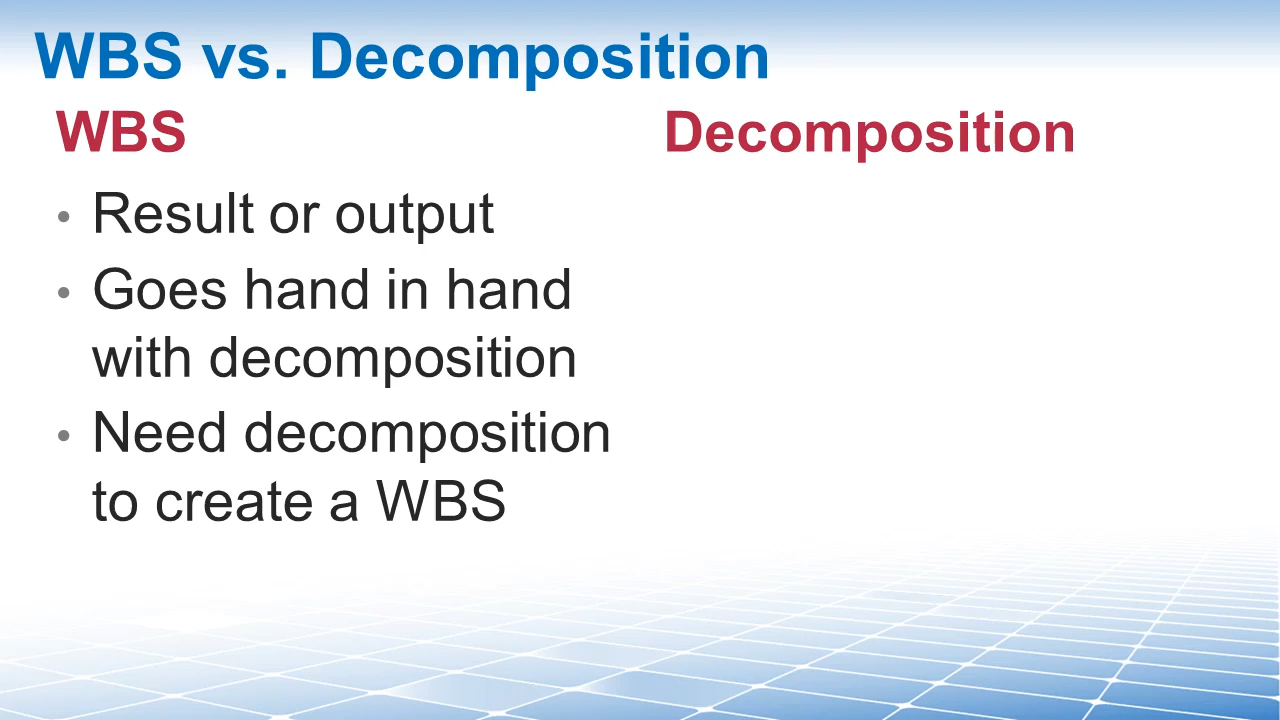 WBS vs. Decomposition
WBS
Decomposition
• Result or output
• Goes hand in hand
with decomposition
• Need decomposition
to create a WBS